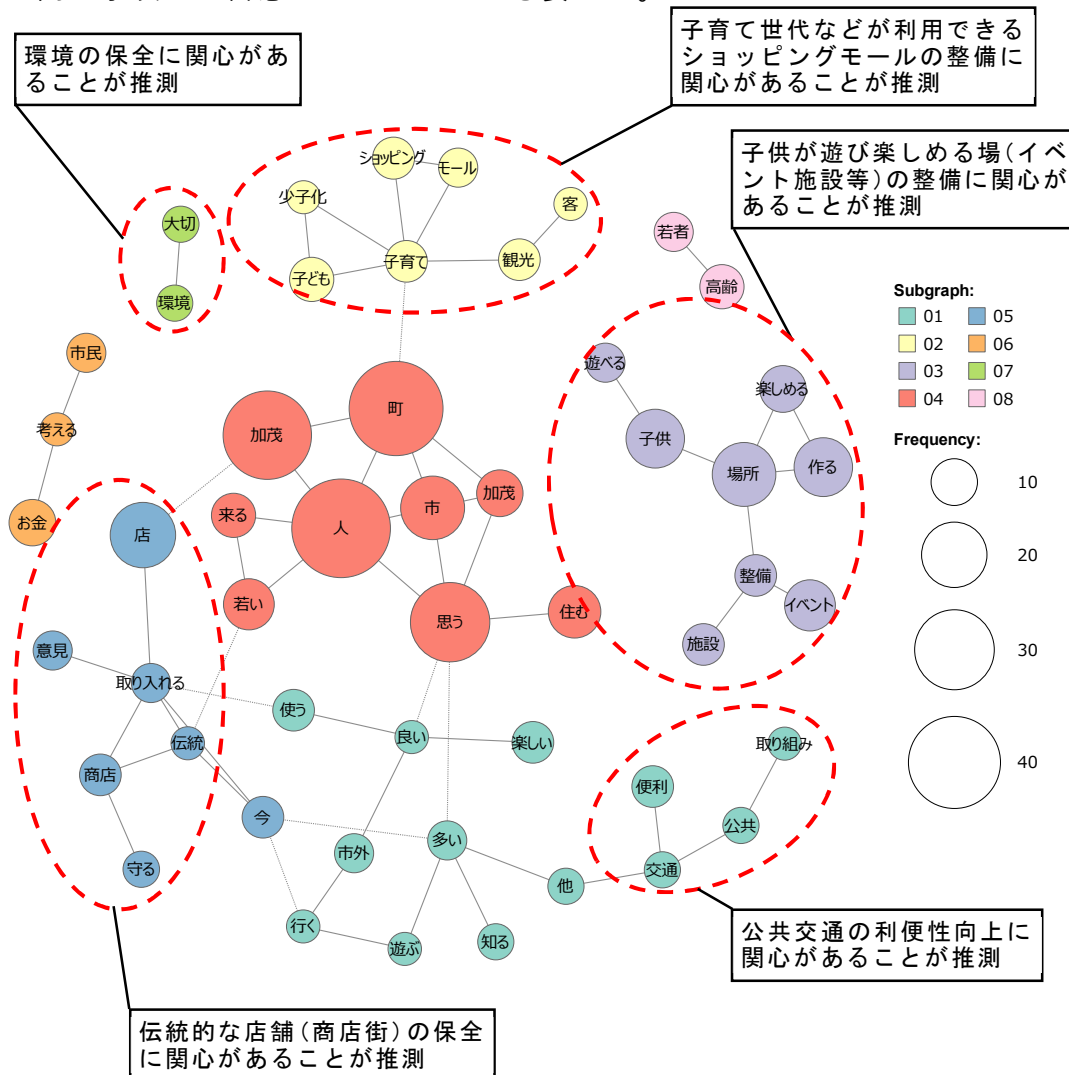 環境の保全に関心があ
ることが推測
子育て世代などが利用できる
ショッピングモールの整備に
関心があることが推測
子供が遊び楽しめる場(イベ
ント施設等)の整備に関心が
あることが推測
ショッピング
モール
少子化
客
大切
若者
子育て
観光
子ども
高齢
環境
Subgraph:
01
05
02
06
03
07
04
08
市民
遊べる
楽しめる
町
考える
加茂
子供
作る
場所
Frequency:
10
加茂
市
来る
お金
人
店
20
整備
イベント
若い
住む
思う
施設
意見
30
取り入れる
使う
良い
楽しい
伝統
取り組み
40
商店
便利
今
公共
市外
多い
守る
交通
他
行く
遊ぶ
知る
公共交通の利便性向上に
関心があることが推測
伝統的な店舗(商店街)の保全
に関心があることが推測